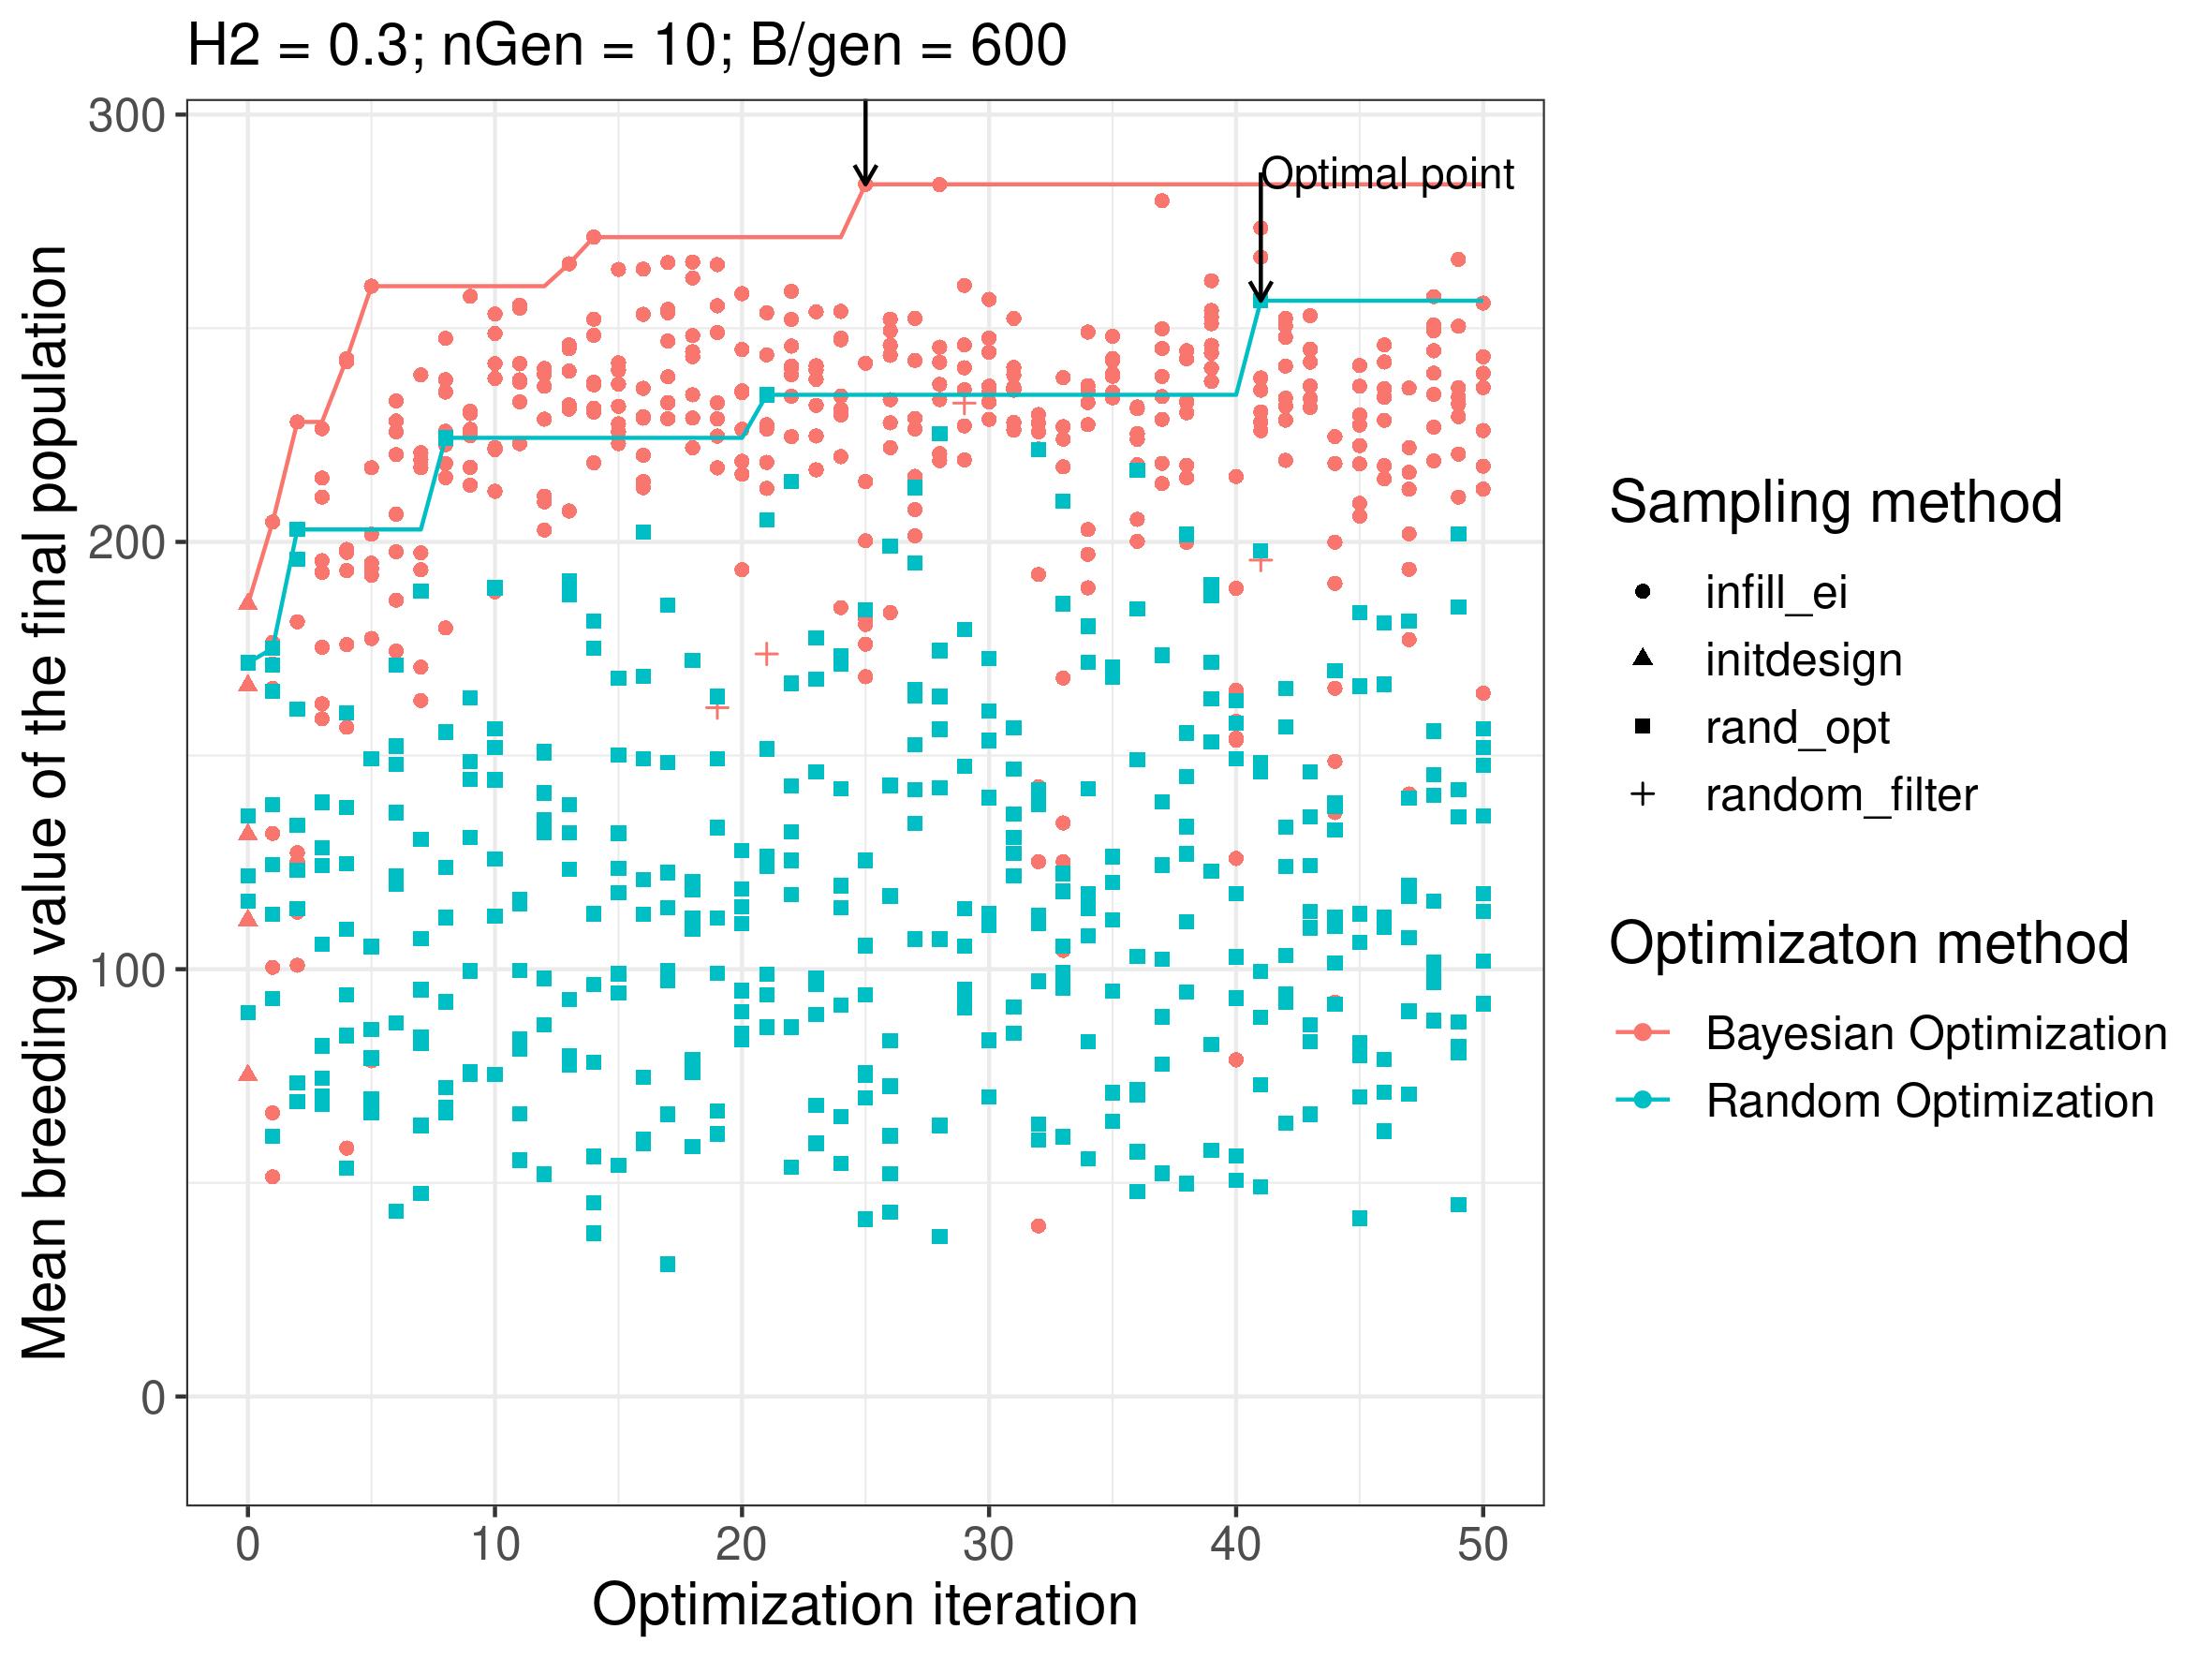 H2 = 0.3; nGen = 10; B/gen = 600
Mean breeding value of the final population
300
200
100
0
Optimal point
0 10 20 30 40 50
Optimization iteration
Sampling method
infill_ei
initdesign
rand_opt
random_filter
Optimizaton method
Bayesian Optimization
Random Optimization